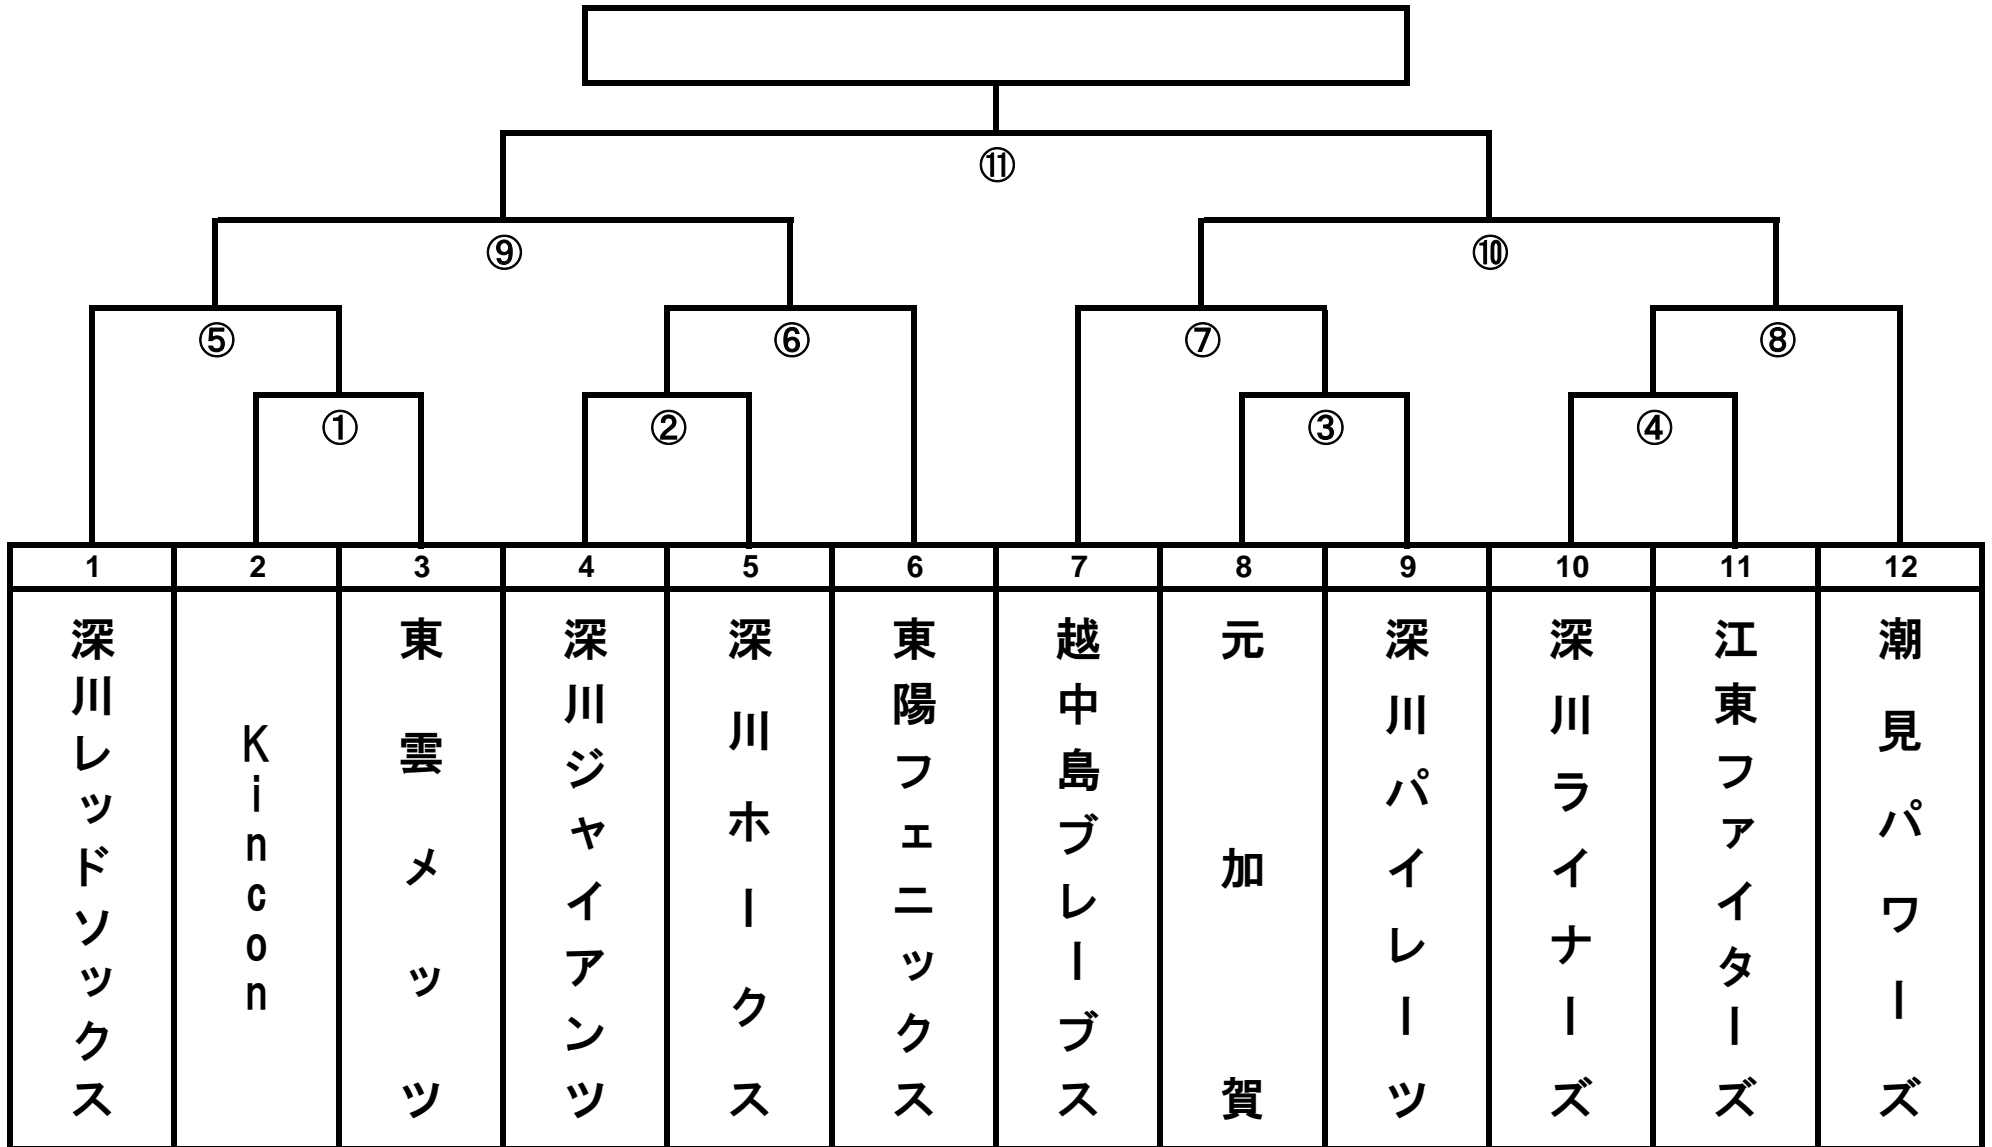 ⑪
⑨
⑩
⑤
⑥
⑦
⑧
①
②
③
④
1 2 3 4 5 6 7 8 9 10 11 12
深川レッドソックス
Kincon
東雲メッツ
深川ジャイアンツ
深川ホークス
東陽フェニックス
越中島ブレーブス
元加賀
深川パイレーツ
深川ライナーズ
江東ファイターズ
潮見パワーズ